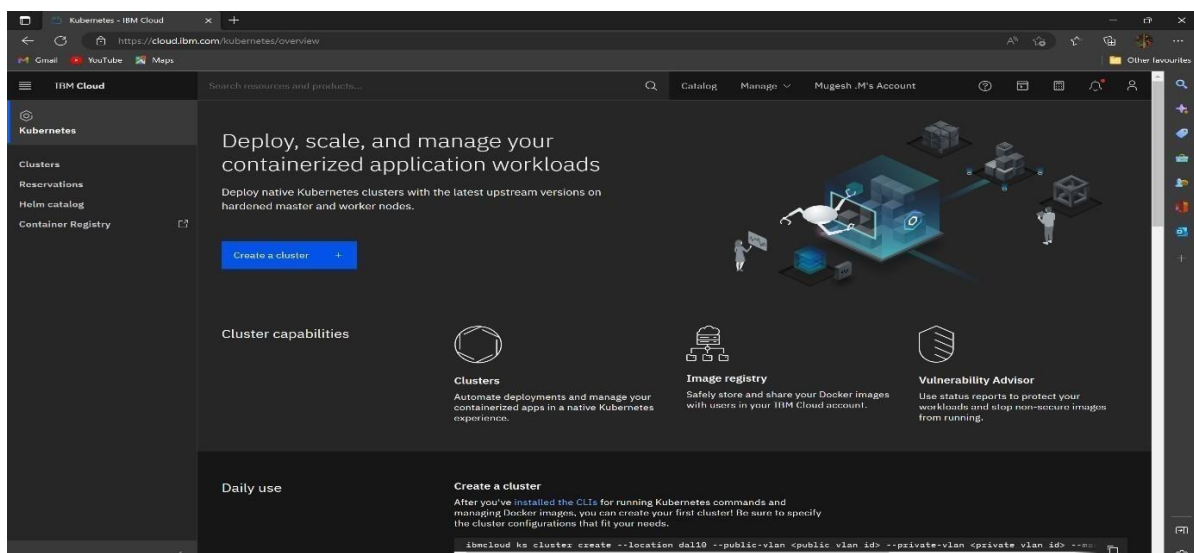 Kubernetes - IBM Cloud
https://cloud.ibm.com/kubernetes/overview
Gmail YouTube Maps Other favourites
IBM Cloud Search resources and products... Catalog Manage Mugesh .M's Account
Kubernetes
Clusters
Reservations
Helm catalog
Container Registry
Deploy, scale, and manage your
containerized application workloads
Deploy native Kubernetes clusters with the latest upstream versions on
hardened master and worker nodes.
Create a cluster +
Cluster capabilities
Clusters
Automate deployments and manage your
containerized apps in a native Kubernetes
experience.
Image registry
Safely store and share your Docker images
with users in your IBM Cloud account.
Vulnerability Advisor
Use status reports to protect your
workloads and stop non-secure images
from running.
Daily use
Create a cluster
After you've installed the CLIs for running Kubernetes commands and
managing Docker images, you can create your first cluster! Be sure to specify
the cluster configurations that fit your needs.
ibmcloud ks cluster create --location dal10 --public-vlan <public vlan id> --private-vlan <private vlan id>